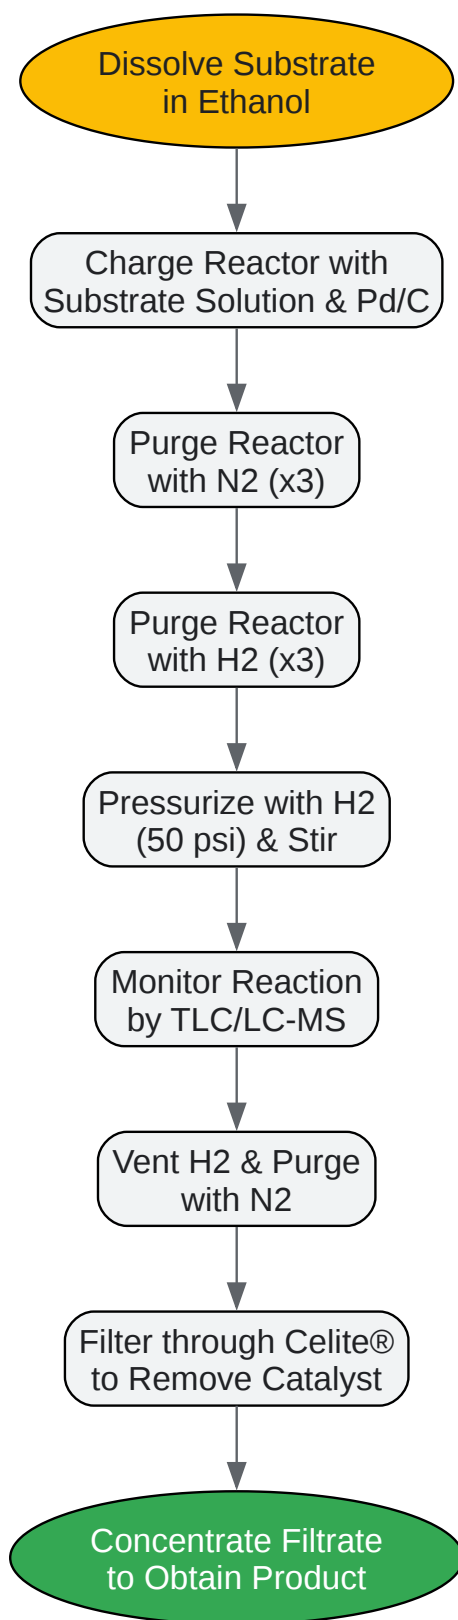 Dissolve Substrate
in Ethanol
Charge Reactor with
Substrate Solution & Pd/C
Purge Reactor
with N2 (x3)
Purge Reactor
with H2 (x3)
Pressurize with H2
(50 psi) & Stir
Monitor Reaction
by TLC/LC-MS
Vent H2 & Purge
with N2
Filter through Celite®
to Remove Catalyst
Concentrate Filtrate
to Obtain Product